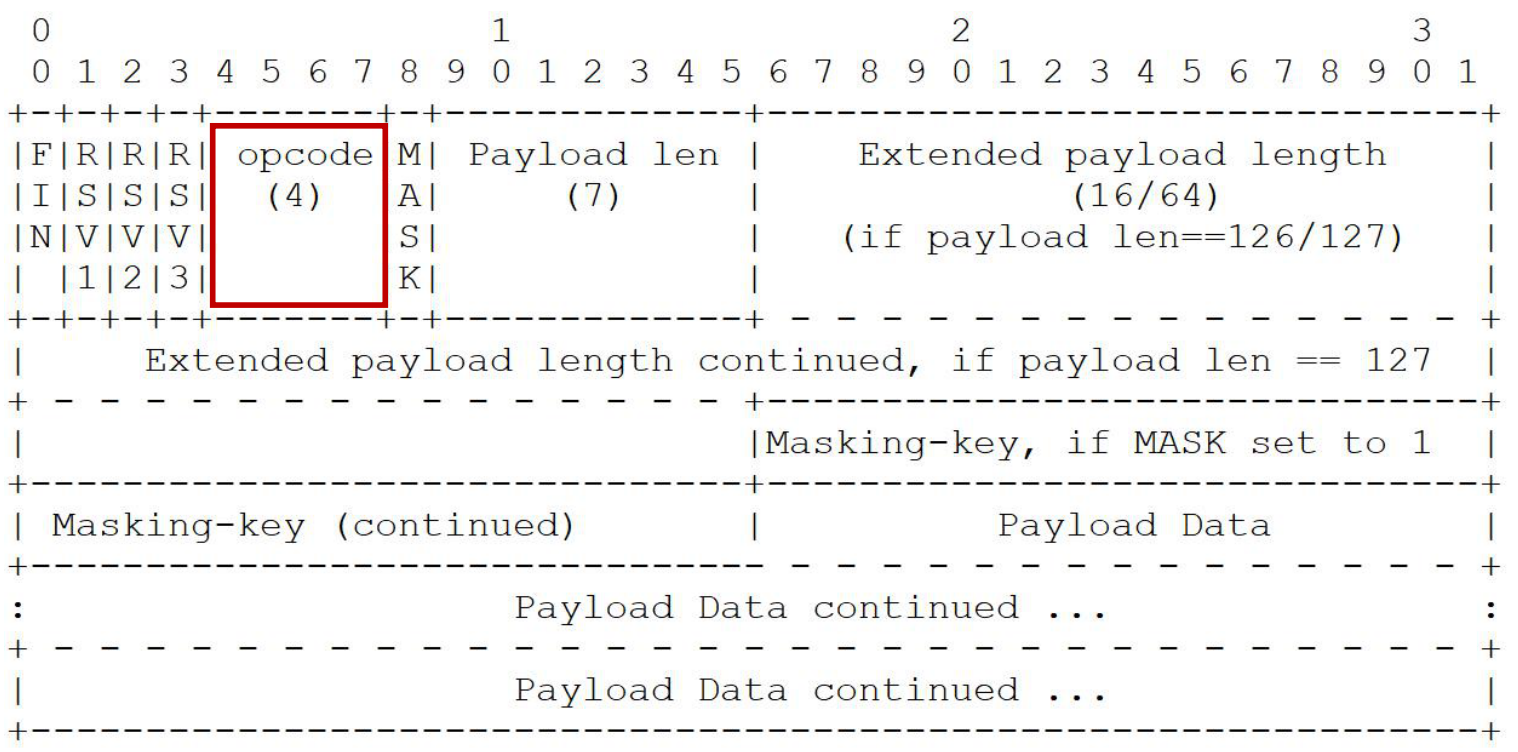 0                   1                   2                   3
 0 1 2 3 4 5 6 7 8 9 0 1 2 3 4 5 6 7 8 9 0 1 2 3 4 5 6 7 8 9 0 1
+-+-+-+-+-------+-+-------------+-------------------------------+
|F|R|R|R| opcode|M| Payload len |    Extended payload length    |
|I|S|S|S|  (4)  |A|     (7)     |             (16/64)           |
|N|V|V|V|       |S|             |   (if payload len==126/127)   |
| |1|2|3|       |K|             |                               |
+-+-+-+-+-------+-+-------------+ - - - - - - - - - - - - - - - +
|     Extended payload length continued, if payload len == 127  |
+ - - - - - - - - - - - - - - - +-------------------------------+
|                               |Masking-key, if MASK set to 1  |
+-------------------------------+-------------------------------+
| Masking-key (continued)       |          Payload Data         |
+-------------------------------- - - - - - - - - - - - - - - - +
:                     Payload Data continued ...                :
+ - - - - - - - - - - - - - - - - - - - - - - - - - - - - - - - +
|                     Payload Data continued ...                |
+---------------------------------------------------------------+